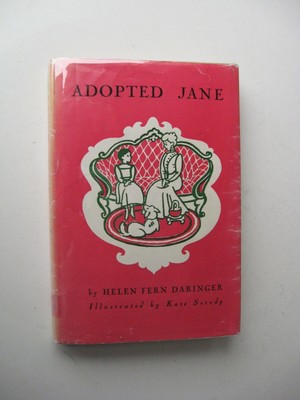 ADOPTED JANE
by HELEN FERN DARINGER
Illustrated by Kate Seredy